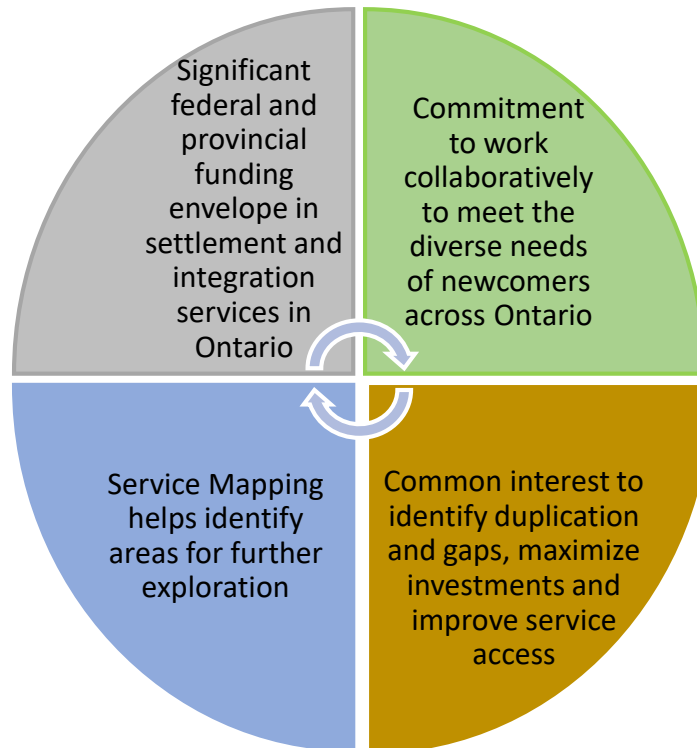 Significant
federal and
provincial
funding
envelope in
settlement and
integration
services in
Ontario
Commitment
to work
collaboratively
to meet the
diverse needs
of newcomers
across Ontario
Common interest to
identify duplication
and gaps, maximize
investments and
improve service
access
Service Mapping
helps identify
areas for further
exploration